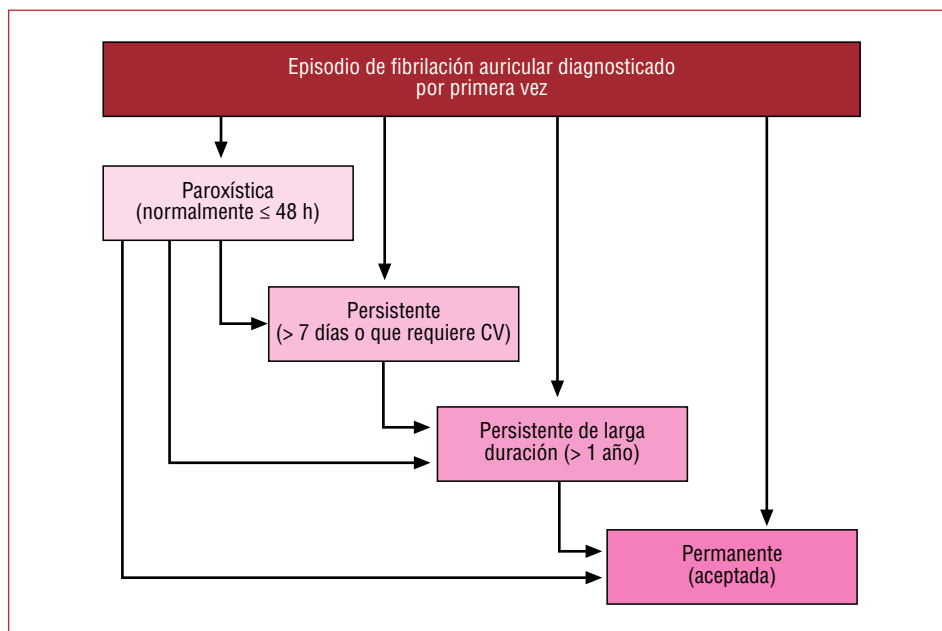 Episodio de fibrilación auricular diagnosticado
por primera vez
Paroxística
(normalmente ≤ 48 h)
Persistente
(> 7 días o que requiere CV)
Persistente de larga
duración (> 1 año)
Permanente
(aceptada)